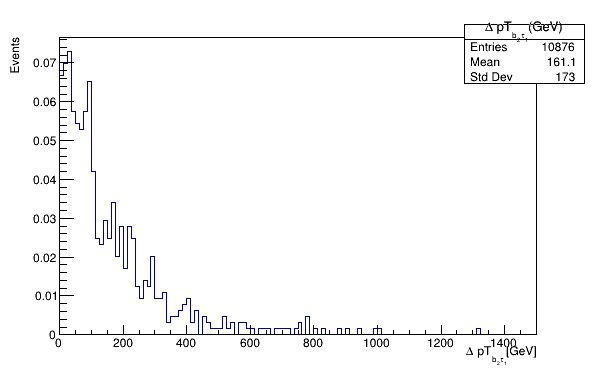 Δ pT_{b₂τ₁}(GeV)
Entries 10876
Mean 161.1
Std Dev 173
Events
0.07
0.06
0.05
0.04
0.03
0.02
0.01
0
0 200 400 600 800 1000 1200 1400
Δ pT_{b₂τ₁}[GeV]